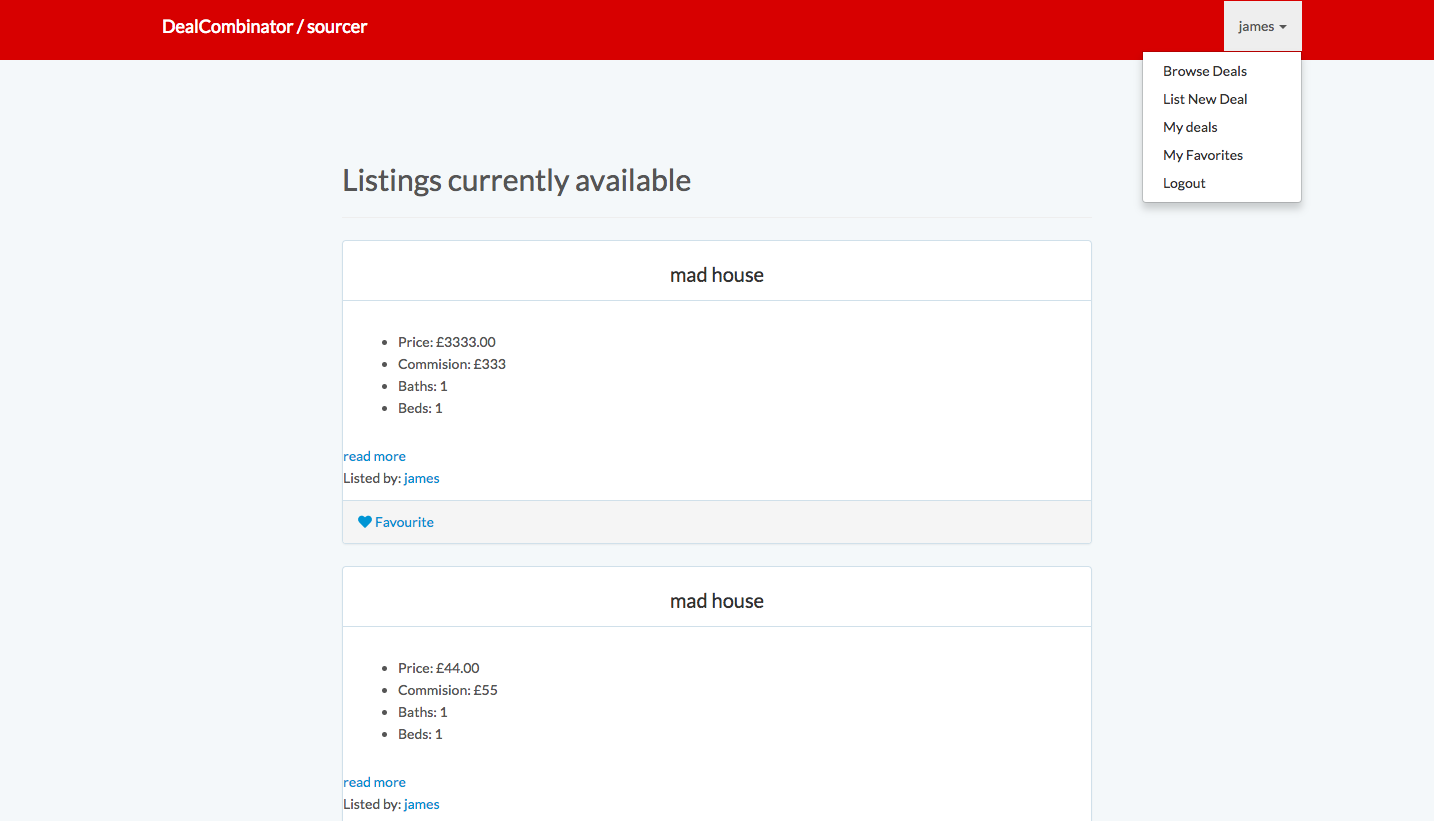 DealCombinator / sourcer
james
Browse Deals
List New Deal
My deals
My Favorites
Logout
Listings currently available
mad house
Price: £3333.00
Commision: £333
Baths: 1
Beds: 1
read more
Listed by: james
Favourite
mad house
Price: £44.00
Commision: £55
Baths: 1
Beds: 1
read more
Listed by: james